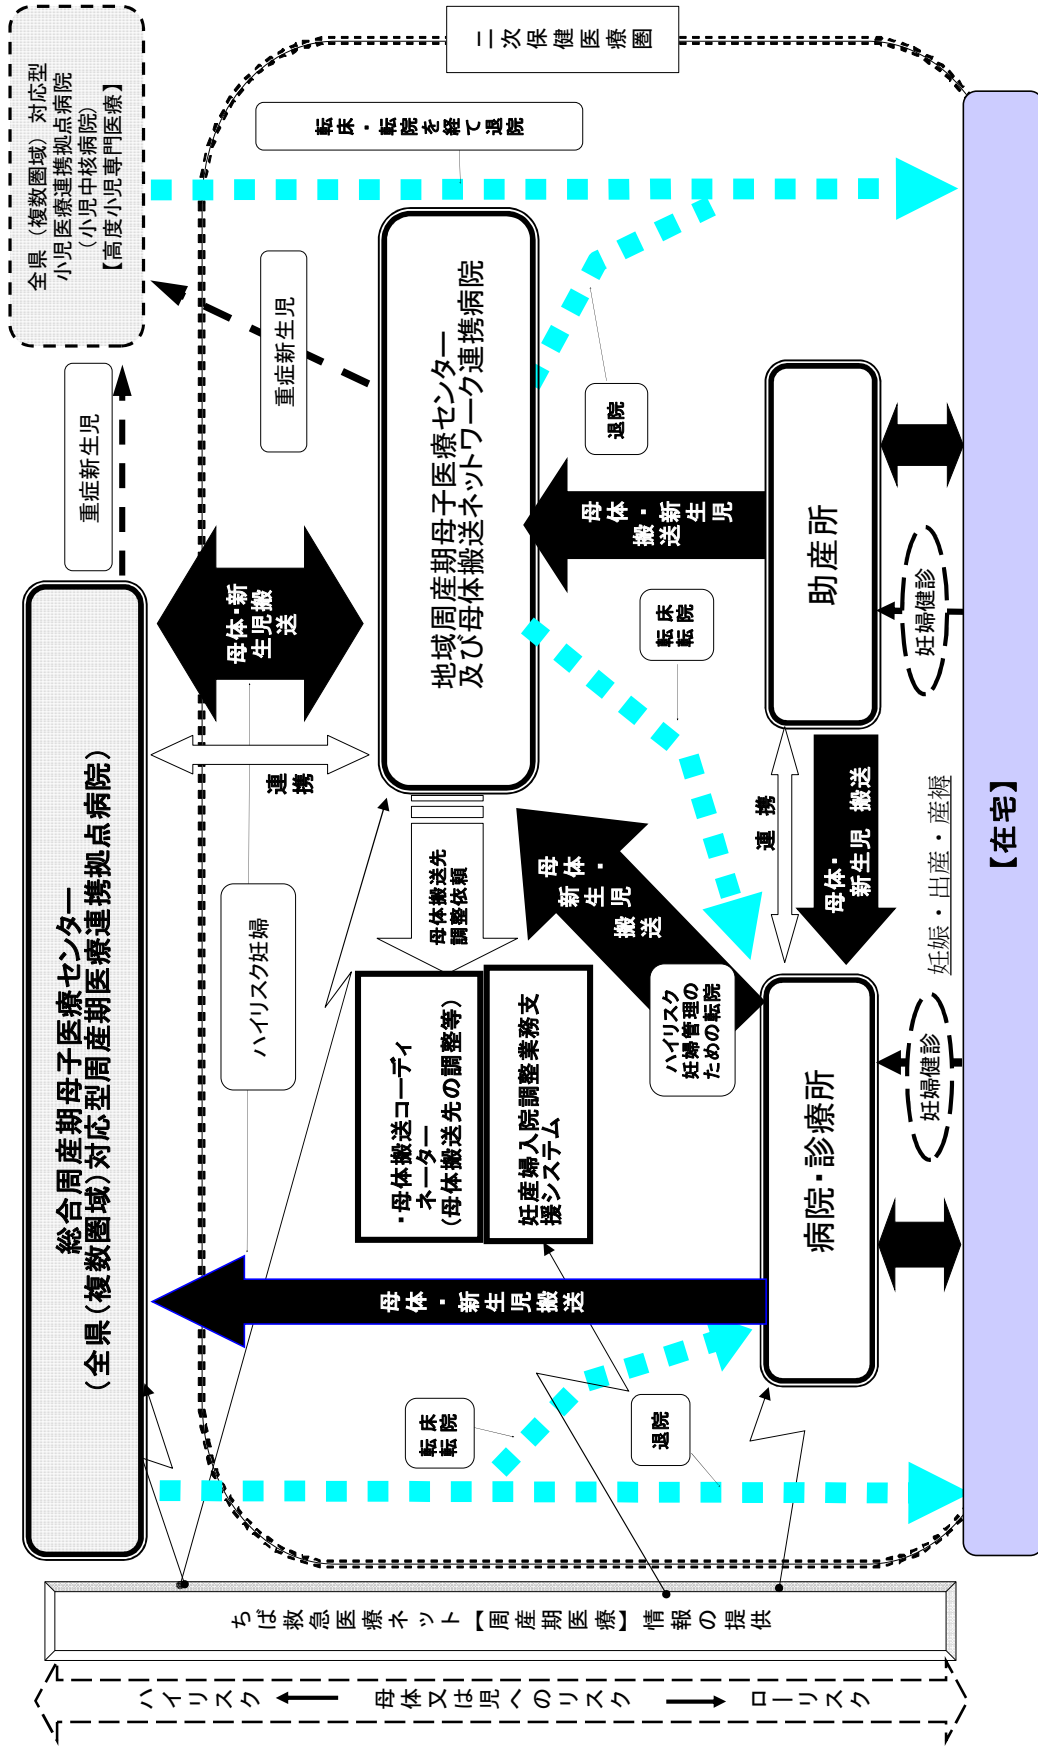 全県（複数圏域）対応型
小児医療連携拠点病院
（小児中核病院）
【高度小児専門医療】
二次保健医療圏
総合周産期母子医療センター
（全県（複数圏域）対応型周産期医療連携拠点病院）
重症新生児
重症新生児
転床・転院を経て退院
母体・新
生児搬
送
連
携
ハイリスク妊婦
地域周産期母子医療センター
及び母体搬送ネットワーク連携病院
母体搬送先
調整依頼
・母体搬送コーディ
ネーター
（母体搬送先の調整等）
妊産婦入院調整業務支
援システム
母体・
新生児
搬送
ハイリスク
妊婦管理の
ための転院
転床
転院
退院
母体・新生児
搬送
母体・新生児搬送
転床
転院
退院
病院・診療所
連 携
母体・
新生児 搬送
助産所
妊婦健診
妊娠・出産・産褥
妊婦健診
【在宅】
ちば救急医療ネット【周産期医療】情報の提供
ハイリスク
母体又は児へのリスク
ローリスク